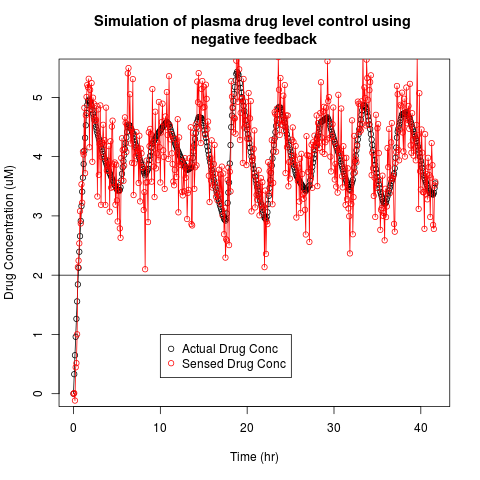 Simulation of plasma drug level control using
negative feedback
Drug Concentration (uM)
5
4
3
2
1
0
Actual Drug Conc
Sensed Drug Conc
0 10 20 30 40
Time (hr)